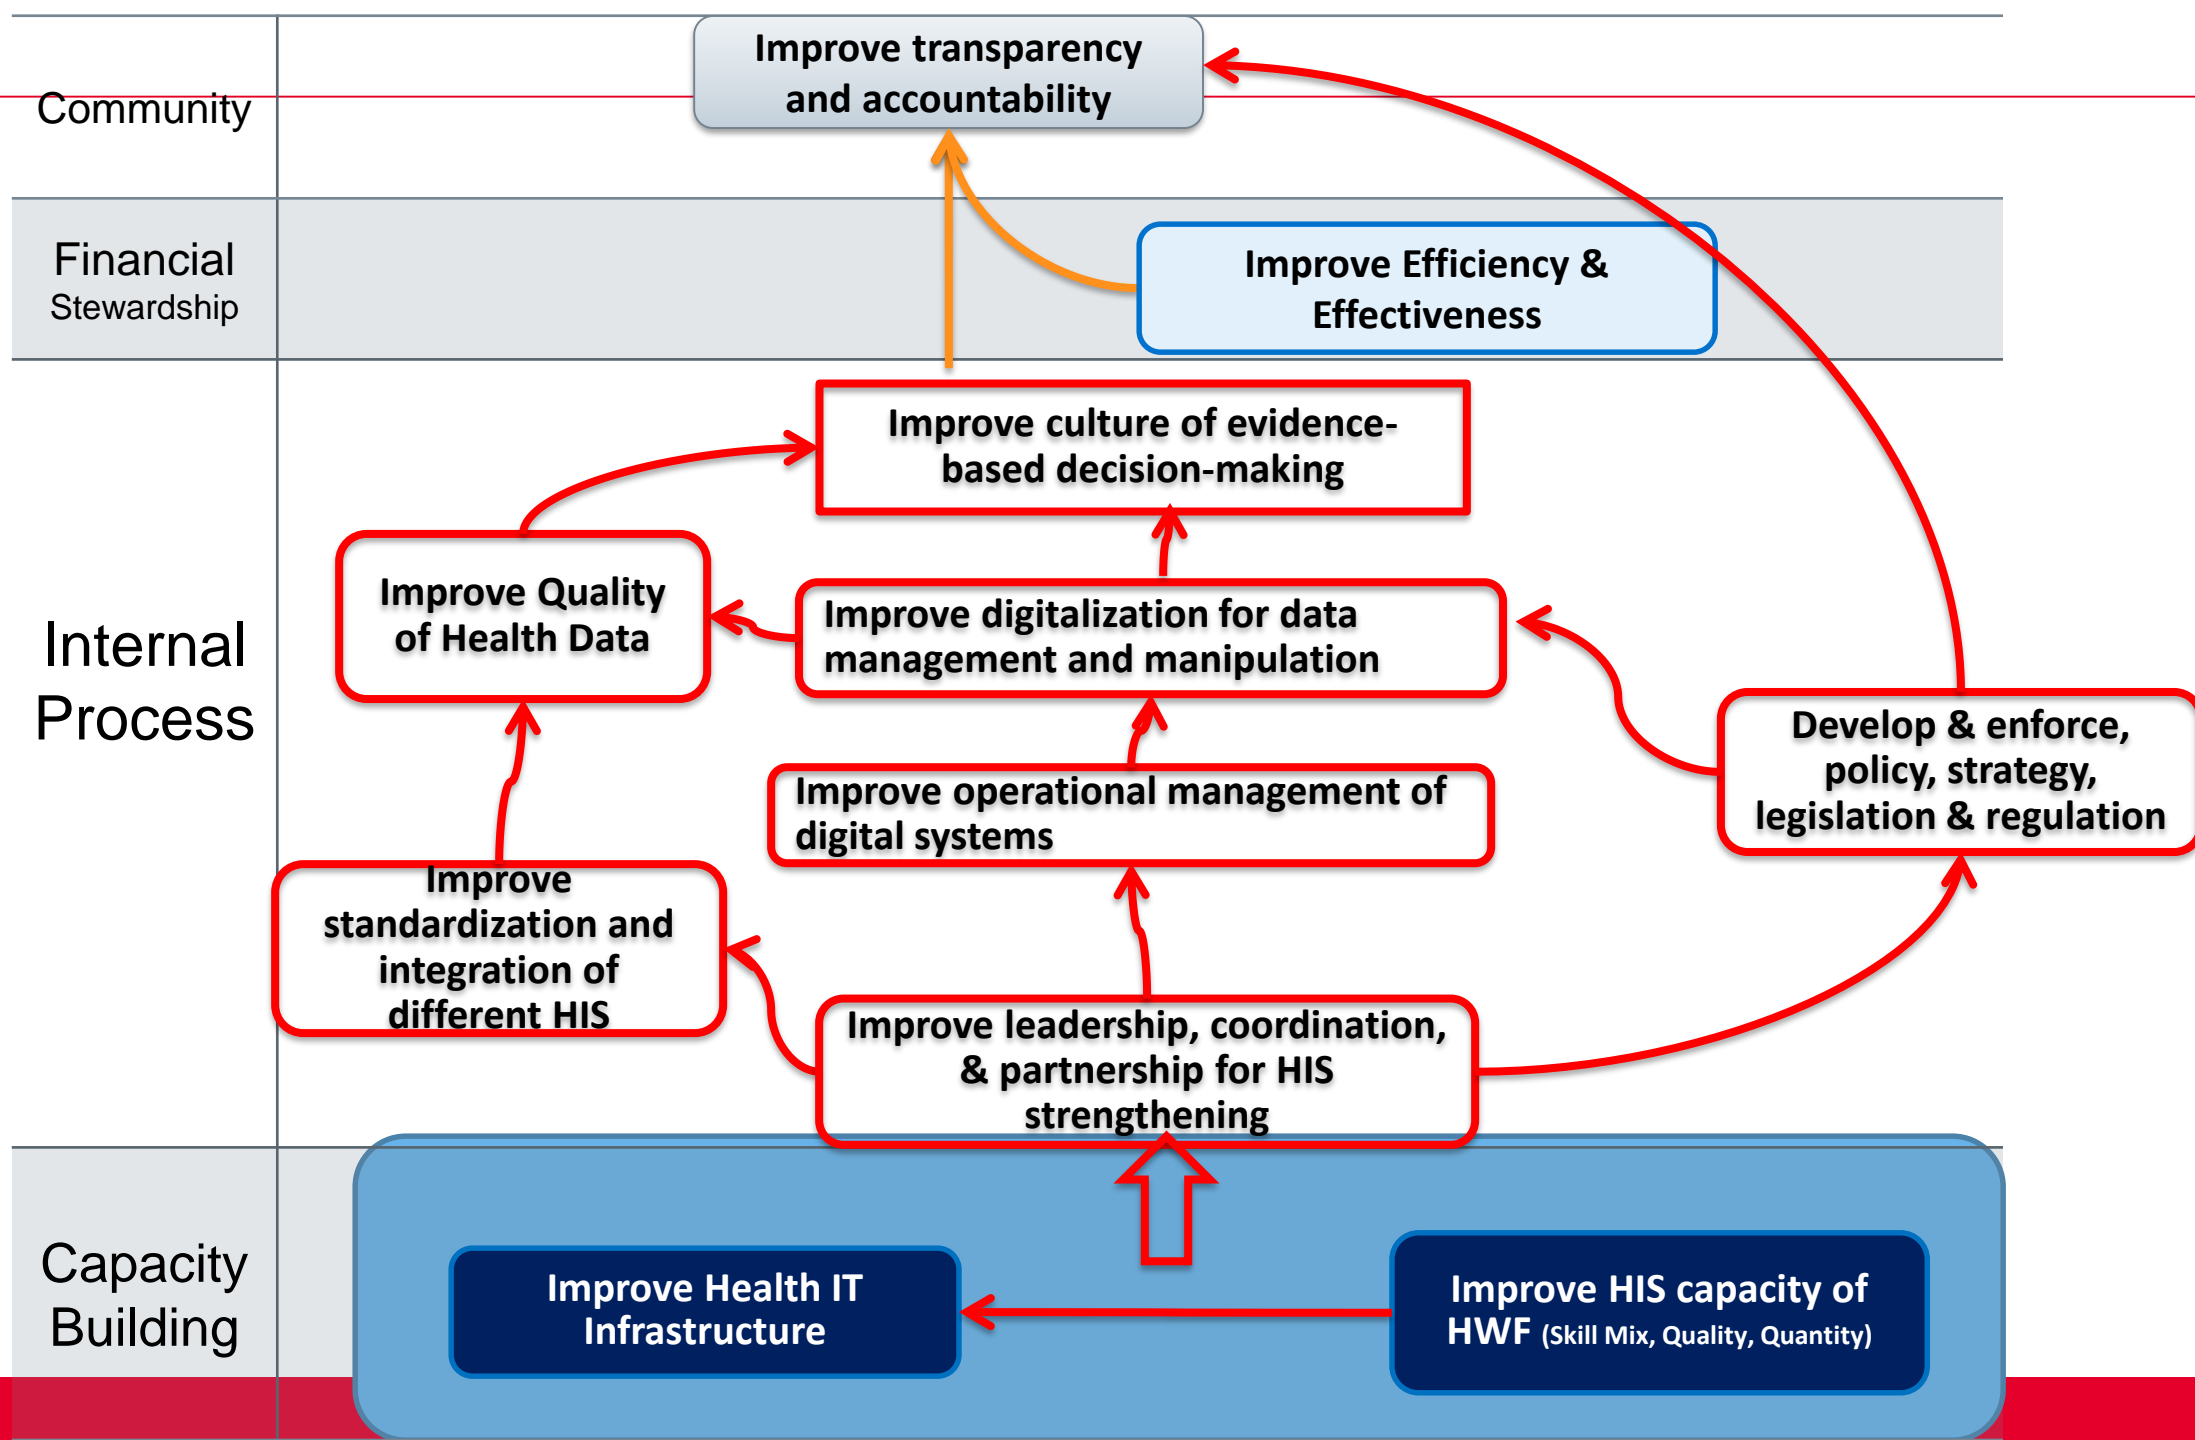 Improve transparency
and accountability
Community
Financial
Stewardship
Improve Efficiency &
Effectiveness
Improve culture of evidence-
based decision-making
Improve Quality
of Health Data
Improve digitalization for data
management and manipulation
Internal
Process
Develop & enforce,
policy, strategy,
legislation & regulation
Improve operational management of
digital systems
Improve
standardization and
integration of
different HIS
Improve leadership, coordination,
& partnership for HIS
strengthening
Capacity
Building
Improve Health IT
Infrastructure
Improve HIS capacity of
HWF (Skill Mix, Quality, Quantity)